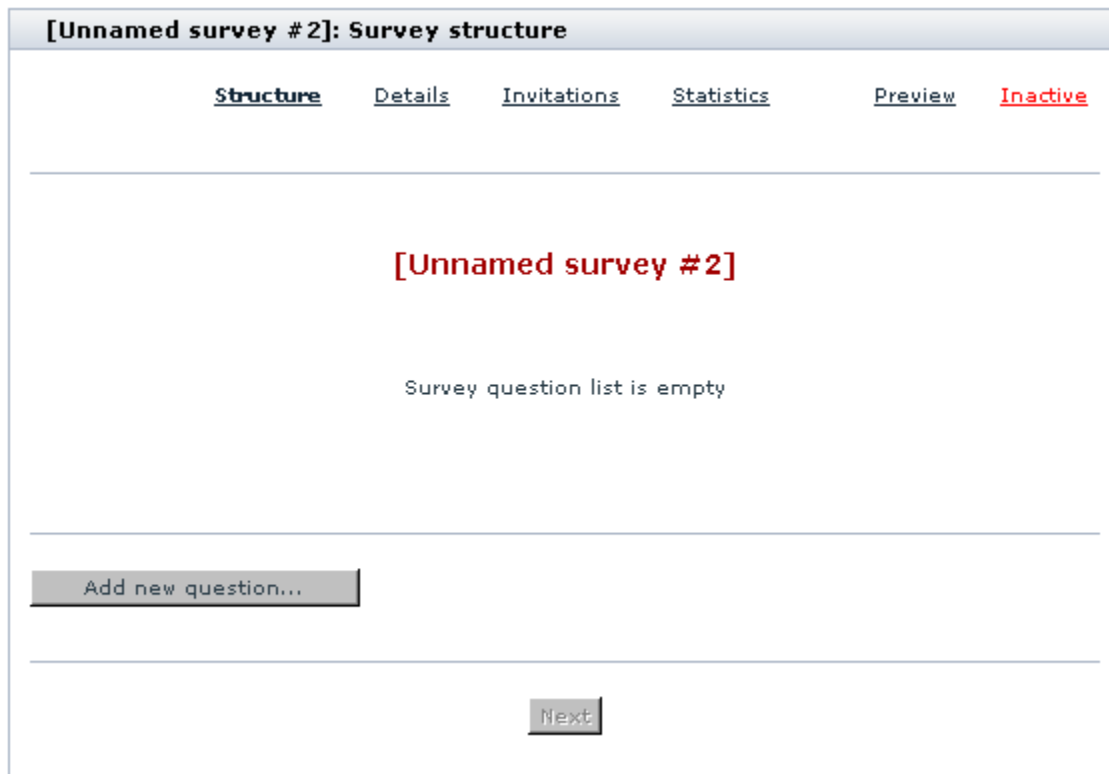 [Unnamed survey #2]: Survey structure
Structure Details Invitations Statistics Preview Inactive
[Unnamed survey #2]
Survey question list is empty
Add new question...
Next